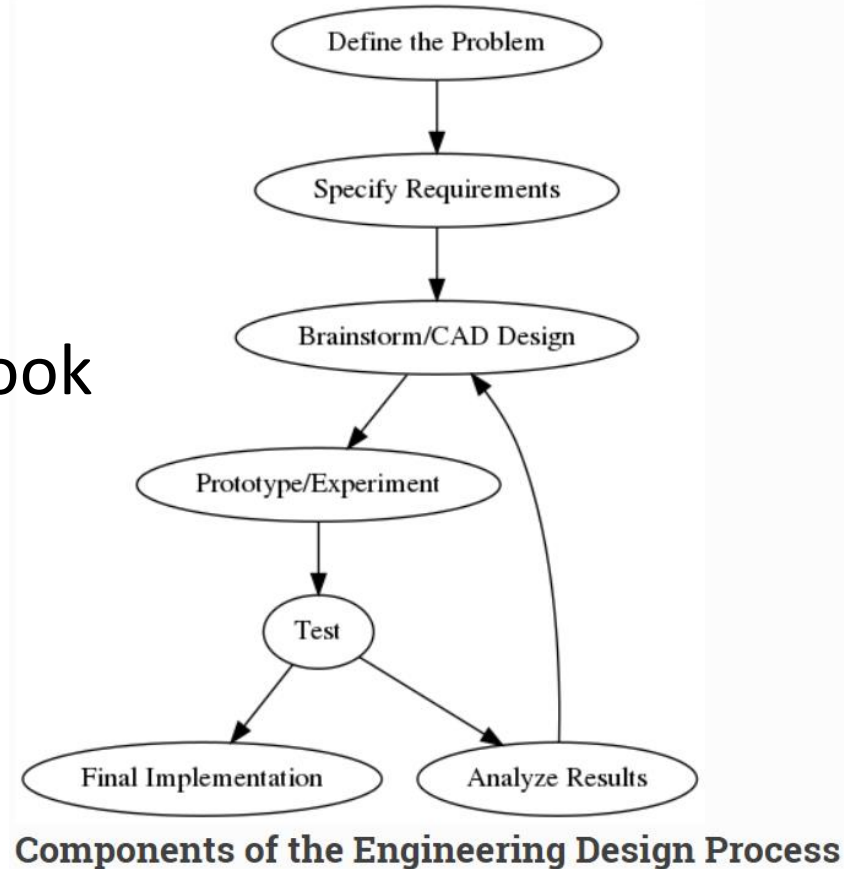 Define the Problem
Specify Requirements
Brainstorm/CAD Design
ook
Prototype/Experiment
Test
Final Implementation
Analyze Results
Components of the Engineering Design Process